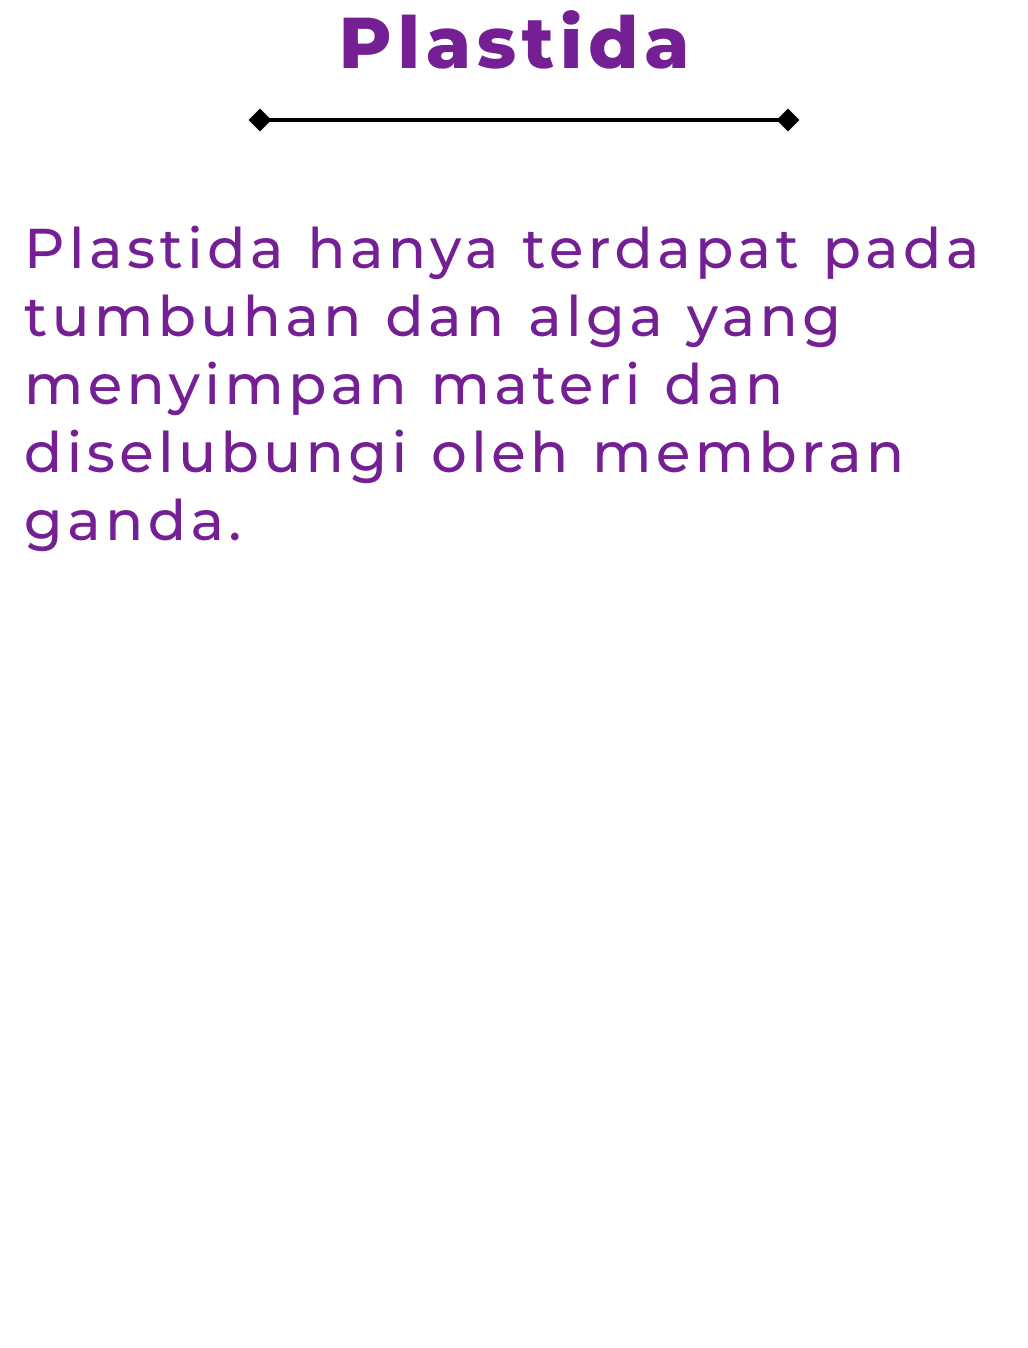 Plastida
Plastida hanya terdapat pada
tumbuhan dan alga yang
menyimpan materi dan
diselubungi oleh membran
ganda.